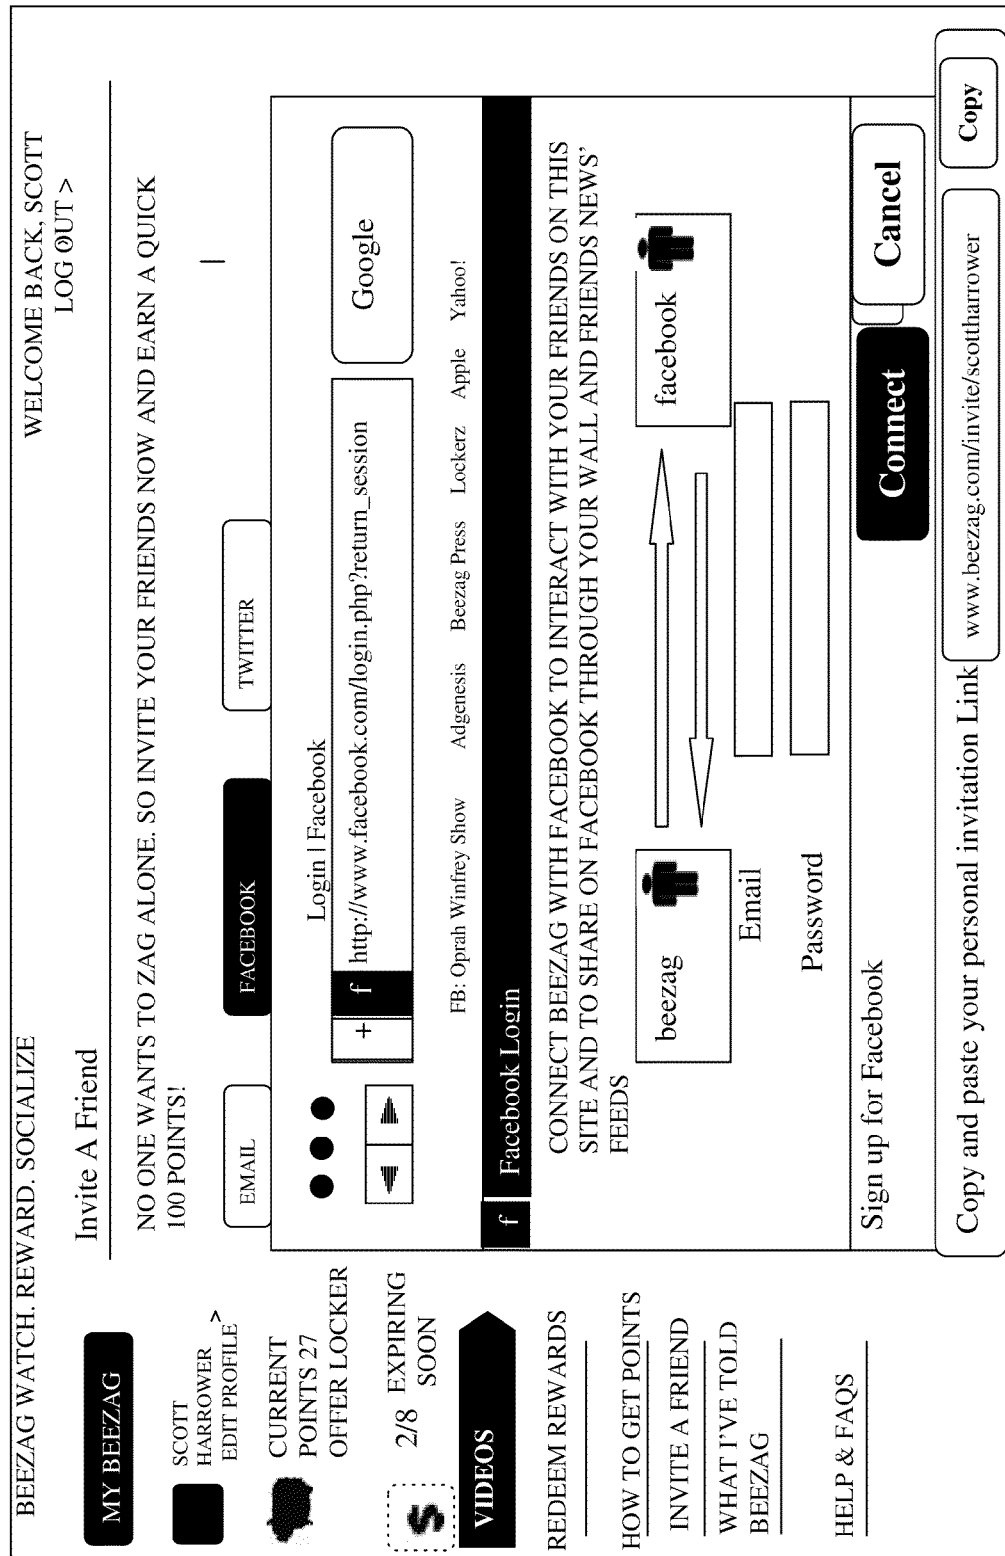 BEEZAG WATCH. REWARD. SOCIALIZE
WELCOME BACK, SCOTT
LOG OUT >
MY BEEZAG
SCOTT
HARROWER
EDIT PROFILE >
CURRENT
POINTS 27
OFFER LOCKER
$
2/8 EXPIRING
SOON
VIDEOS
REDEEM REWARDS
HOW TO GET POINTS
INVITE A FRIEND
WHAT I'VE TOLD
BEEZAG
HELP & FAQS
Invite A Friend
NO ONE WANTS TO ZAG ALONE. SO INVITE YOUR FRIENDS NOW AND EARN A QUICK
100 POINTS!
EMAIL
FACEBOOK
TWITTER
Login | Facebook
+ f http://www.facebook.com/login.php?return_session
Google
FB: Oprah Winfrey Show Adgenesis Beezag Press Lockerz Apple Yahoo!
f Facebook Login
CONNECT BEEZAG WITH FACEBOOK TO INTERACT WITH YOUR FRIENDS ON THIS
SITE AND TO SHARE ON FACEBOOK THROUGH YOUR WALL AND FRIENDS NEWS'
FEEDS
beezag
facebook
Email
Password
Sign up for Facebook
Connect
Cancel
Copy and paste your personal invitation Link
www.beezag.com/invite/scottharrower
Copy